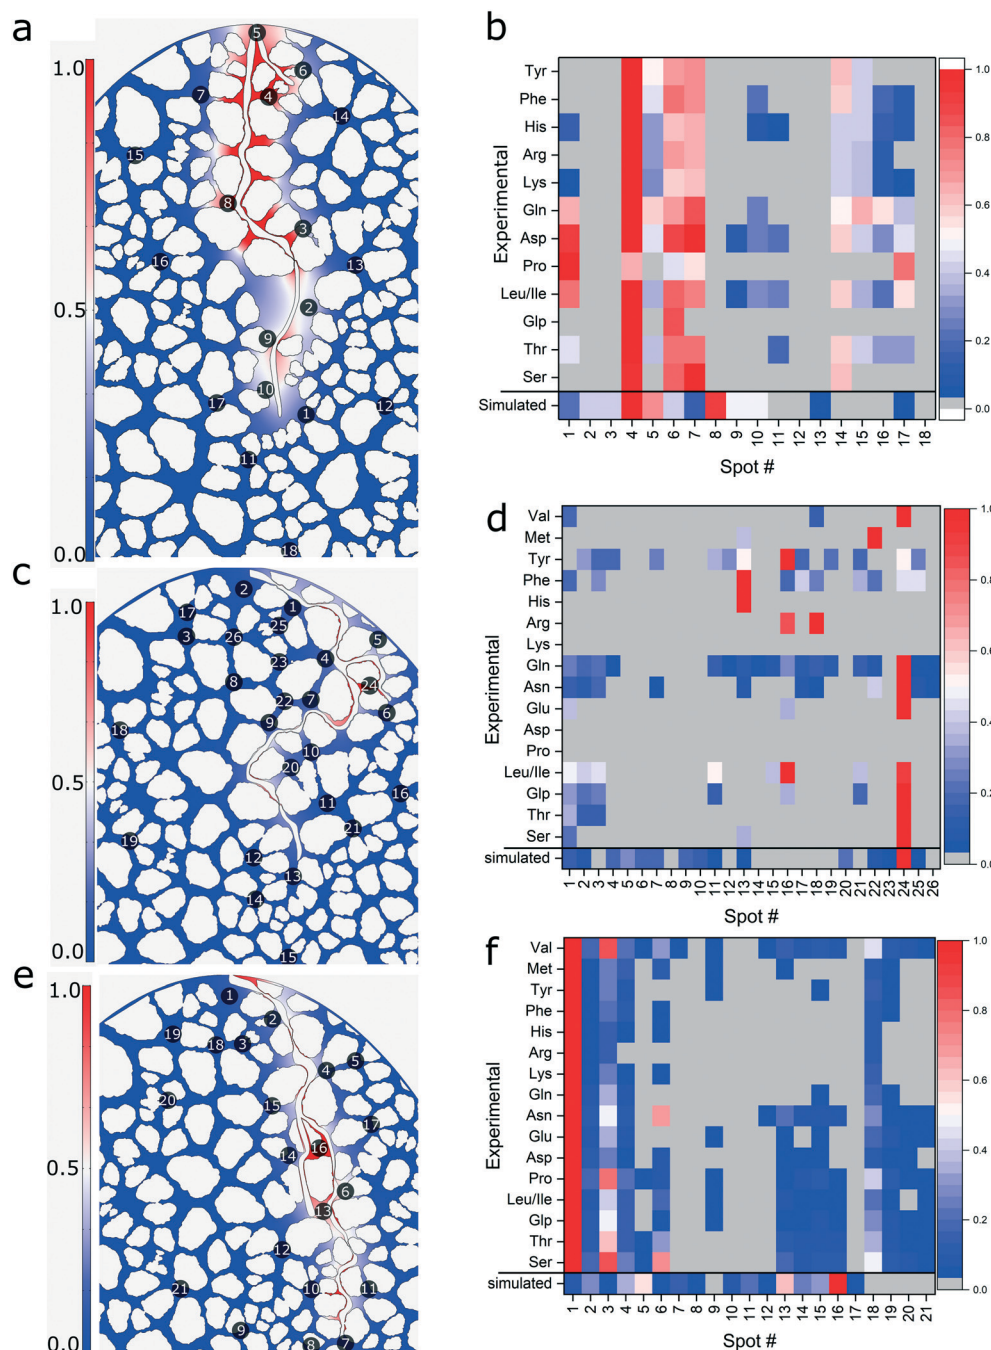 a
1.0
0.5
0.0
5
6
7
4
14
15
8
3
16
13
2
9
10
17
1
12
11
18
b
Experimental
Tyr
Phe
His
Arg
Lys
Gln
Asp
Pro
Leu/Ile
Glp
Thr
Ser
Simulated
1 2 3 4 5 6 7 8 9 10 11 12 13 14 15 16 17 18
Spot #
1.0
0.8
0.6
0.4
0.2
0.0
c
1.0
0.5
0.0
2
1
17
25
3
26
5
4
23
8
24
22
7
6
9
18
10
20
16
11
21
19
12
13
14
15
d
Experimental
Val
Met
Tyr
Phe
His
Arg
Lys
Gln
Asn
Glu
Asp
Pro
Leu/Ile
Glp
Thr
Ser
simulated
1 2 3 4 5 6 7 8 9 10 11 12 13 14 15 16 17 18 19 20 21 22 23 24 25 26
Spot #
1.0
0.8
0.6
0.4
0.2
0.0
e
1.0
0.5
0.0
1
2
19
18
3
5
4
20
15
17
16
14
6
13
12
21
10
11
9
8
7
f
Experimental
Val
Met
Tyr
Phe
His
Arg
Lys
Gln
Asn
Glu
Asp
Pro
Leu/Ile
Glp
Thr
Ser
simulated
1 2 3 4 5 6 7 8 9 10 11 12 13 14 15 16 17 18 19 20 21
Spot #
1.0
0.8
0.6
0.4
0.2
0.0